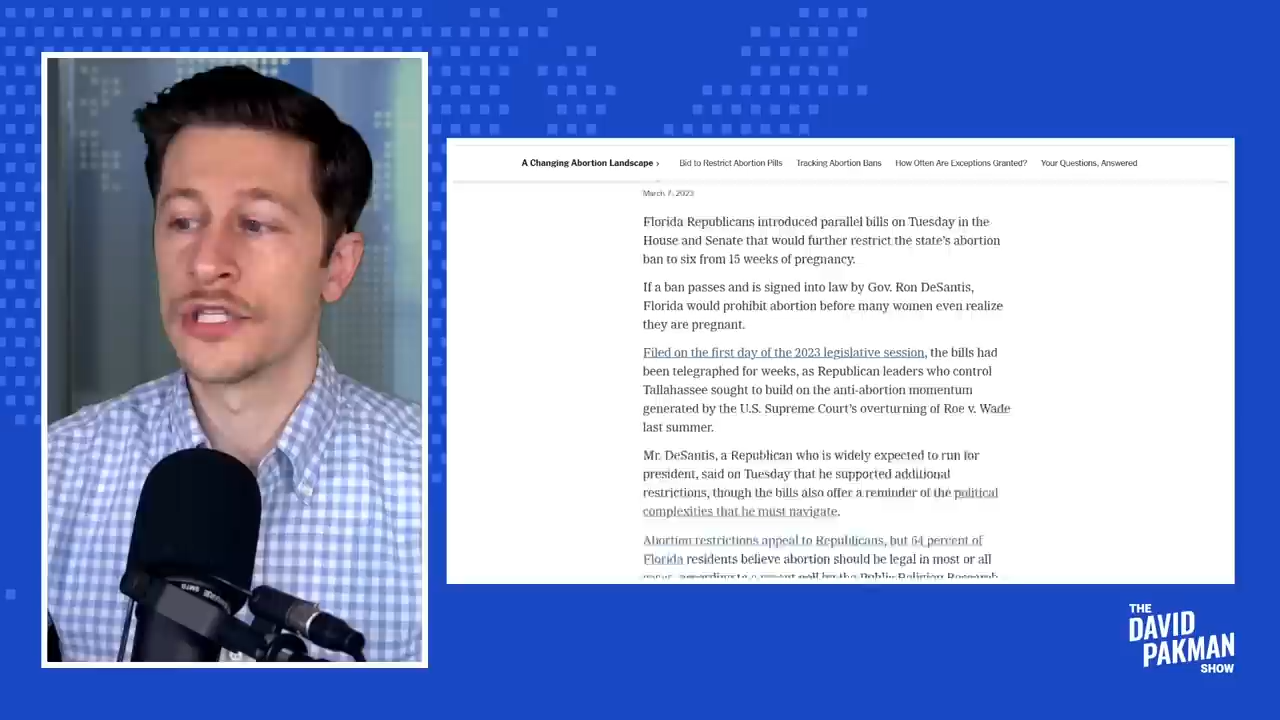 A Changing Abortion Landscape › Bid to Restrict Abortion Pills Tracking Abortion Bans How Often Are Exceptions Granted? Your Questions, Answered
March 7, 2023
Florida Republicans introduced parallel bills on Tuesday in the
House and Senate that would further restrict the state's abortion
ban to six from 15 weeks of pregnancy.
If a ban passes and is signed into law by Gov. Ron DeSantis,
Florida would prohibit abortion before many women even realize
they are pregnant.
Filed on the first day of the 2023 legislative session, the bills had
been telegraphed for weeks, as Republican leaders who control
Tallahassee sought to build on the anti-abortion momentum
generated by the U.S. Supreme Court's overturning of Roe v. Wade
last summer.
Mr. DeSantis, a Republican who is widely expected to run for
president, said on Tuesday that he supported additional
restrictions, though the bills also offer a reminder of the political
complexities that he must navigate.
Abortion restrictions appeal to Republicans, but 64 percent of
Florida residents believe abortion should be legal in most or all
THE
DAVID
PAKMAN
SHOW